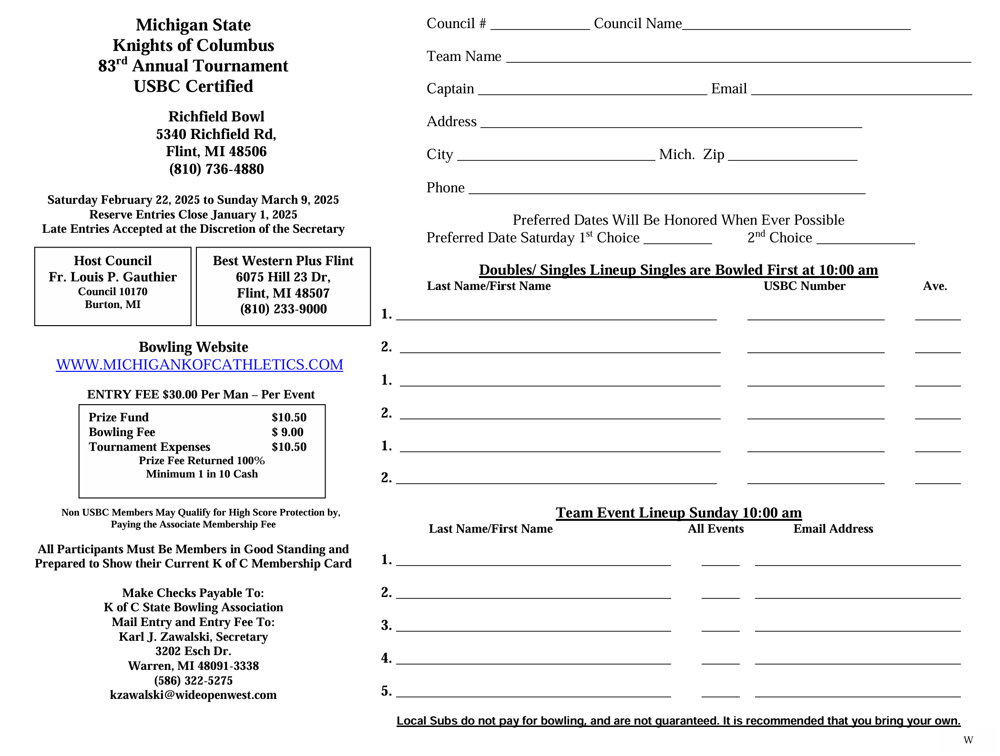 Michigan State
Knights of Columbus
83rd Annual Tournament
USBC Certified
Richfield Bowl
5340 Richfield Rd,
Flint, MI 48506
(810) 736-4880
Saturday February 22, 2025 to Sunday March 9, 2025
Reserve Entries Close January 1, 2025
Late Entries Accepted at the Discretion of the Secretary
Host Council
Fr. Louis P. Gauthier
Council 10170
Burton, MI
Best Western Plus Flint
6075 Hill 23 Dr,
Flint, MI 48507
(810) 233-9000
Bowling Website
WWW.MICHIGANKOFCATHLETICS.COM
ENTRY FEE $30.00 Per Man – Per Event
Prize Fund $10.50
Bowling Fee $ 9.00
Tournament Expenses $10.50
Prize Fee Returned 100%
Minimum 1 in 10 Cash
Non USBC Members May Qualify for High Score Protection by,
Paying the Associate Membership Fee
All Participants Must Be Members in Good Standing and
Prepared to Show their Current K of C Membership Card
Make Checks Payable To:
K of C State Bowling Association
Mail Entry and Entry Fee To:
Karl J. Zawalski, Secretary
3202 Esch Dr.
Warren, MI 48091-3338
(586) 322-5275
kzawalski@wideopenwest.com
Council # Council Name
Team Name
Captain Email
Address
City Mich. Zip
Phone
Preferred Dates Will Be Honored When Ever Possible
Preferred Date Saturday 1st Choice 2nd Choice
Doubles/ Singles Lineup Singles are Bowled First at 10:00 am
Last Name/First Name USBC Number Ave.
1.
2.
1.
2.
1.
2.
Team Event Lineup Sunday 10:00 am
Last Name/First Name All Events Email Address
1.
2.
3.
4.
5.
Local Subs do not pay for bowling, and are not guaranteed. It is recommended that you bring your own.
W